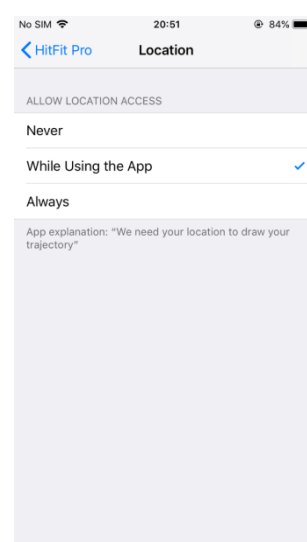 No SIM 20:51 84%
HitFit Pro Location
ALLOW LOCATION ACCESS
Never
While Using the App
Always
App explanation: “We need your location to draw your
trajectory”